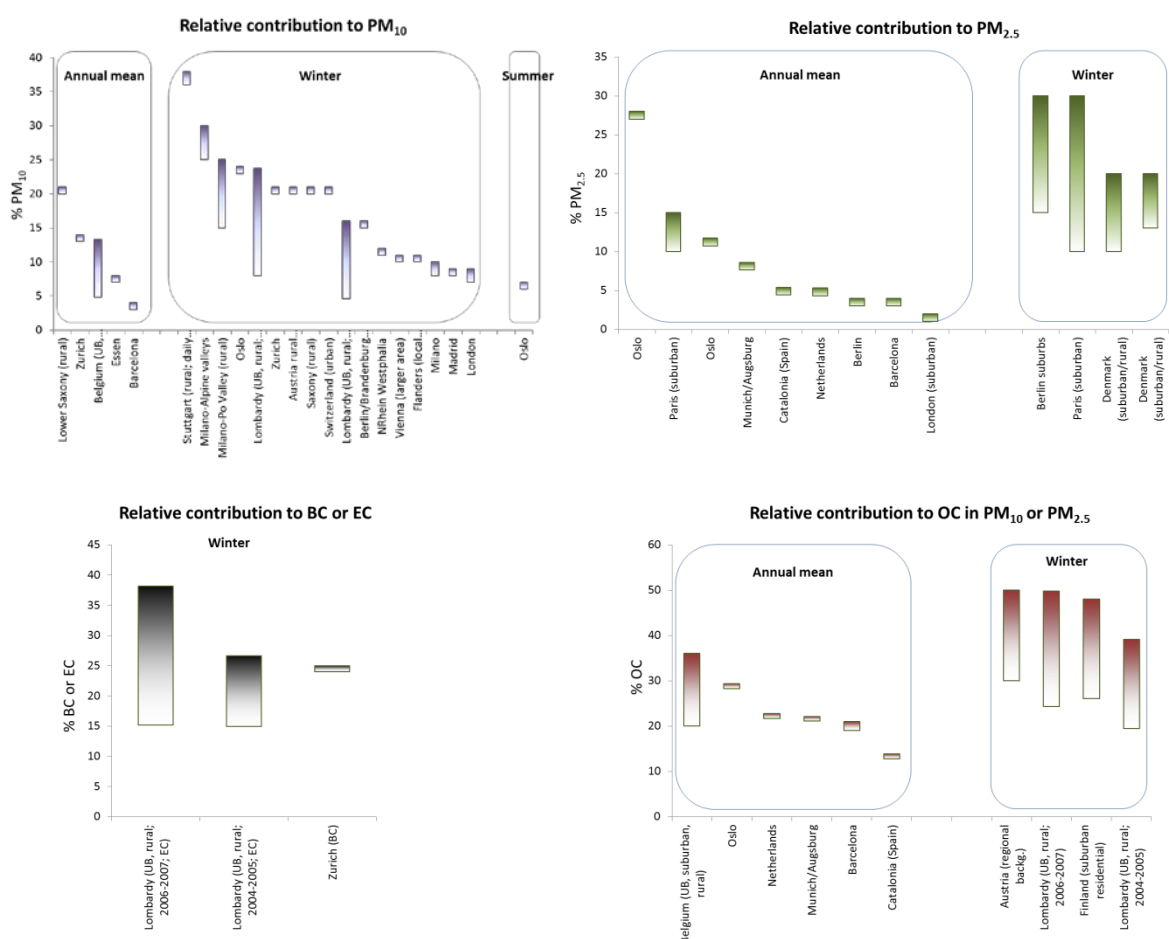 Relative contribution to PM10
% PM10
40
35
30
25
20
15
10
5
0
Annual mean
Winter
Summer
Lower Saxony (rural)
Zurich
Belgium (UB,...
Essen
Barcelona
Stuttgart (rural; daily...
Milano-Alpine valleys
Milano-Po Valley (rural)
Oslo
Lombardy (UB, rural;...
Zurich
Austria rural...
Saxony (rural)
Switzerland (urban)
Lombardy (UB, rural;...
Berlin/Brandenburg...
NRhein Westphalia
Vienna (larger area)
Flanders (local...
Milano
Madrid
London
Oslo
Relative contribution to PM2.5
% PM2.5
35
30
25
20
15
10
5
0
Annual mean
Winter
Oslo
Paris (suburban)
Oslo
Munich/Augsburg
Catalonia (Spain)
Netherlands
Berlin
Barcelona
London (suburban)
Berlin suburbs
Paris (suburban)
Denmark
(suburban/rural)
Denmark
(suburban/rural)
Relative contribution to BC or EC
% BC or EC
45
40
35
30
25
20
15
10
5
0
Winter
Lombardy (UB, rural;
2006-2007; EC)
Lombardy (UB, rural;
2004-2005; EC)
Zurich (BC)
Relative contribution to OC in PM10 or PM2.5
% OC
60
50
40
30
20
10
0
Annual mean
Winter
Belgium (UB, suburban,
rural)
Oslo
Netherlands
Munich/Augsburg
Barcelona
Catalonia (Spain)
Austria (regional
backg.)
Lombardy (UB, rural;
2006-2007)
Finland (suburban
residential)
Lombardy (UB, rural;
2004-2005)